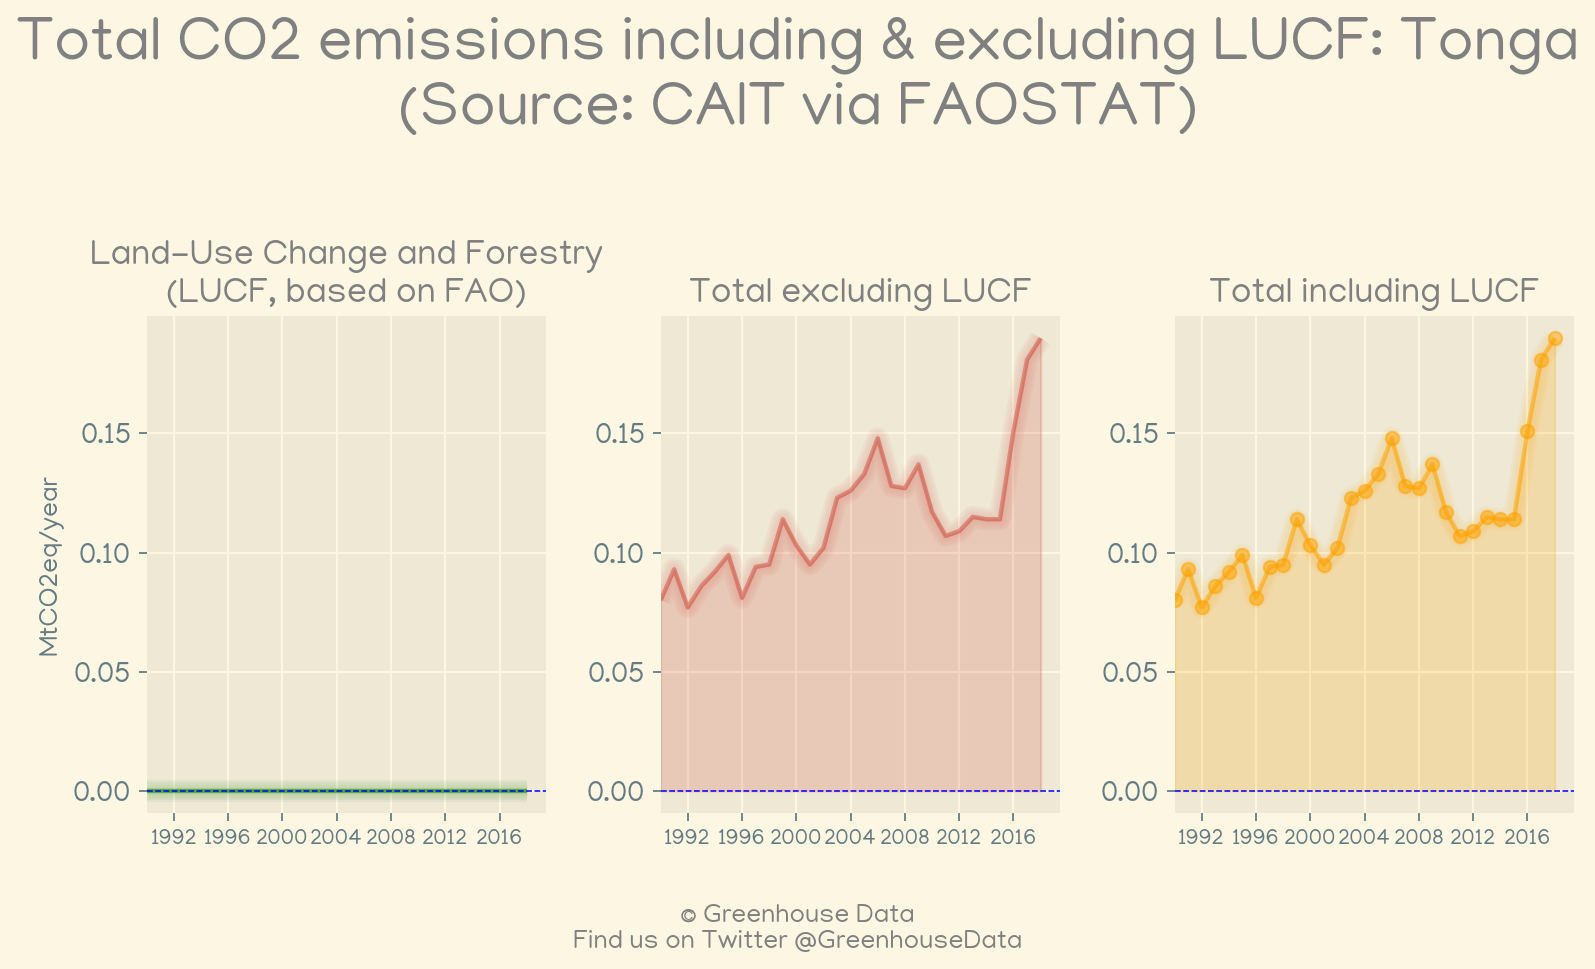 Total CO2 emissions including & excluding LUCF: Tonga
(Source: CAIT via FAOSTAT)
Land-Use Change and Forestry
(LUCF, based on FAO)
MtCO2eq/year
0.15
0.10
0.05
0.00
1992 1996 2000 2004 2008 2012 2016
Total excluding LUCF
0.15
0.10
0.05
0.00
1992 1996 2000 2004 2008 2012 2016
Total including LUCF
0.15
0.10
0.05
0.00
1992 1996 2000 2004 2008 2012 2016
© Greenhouse Data
Find us on Twitter @GreenhouseData